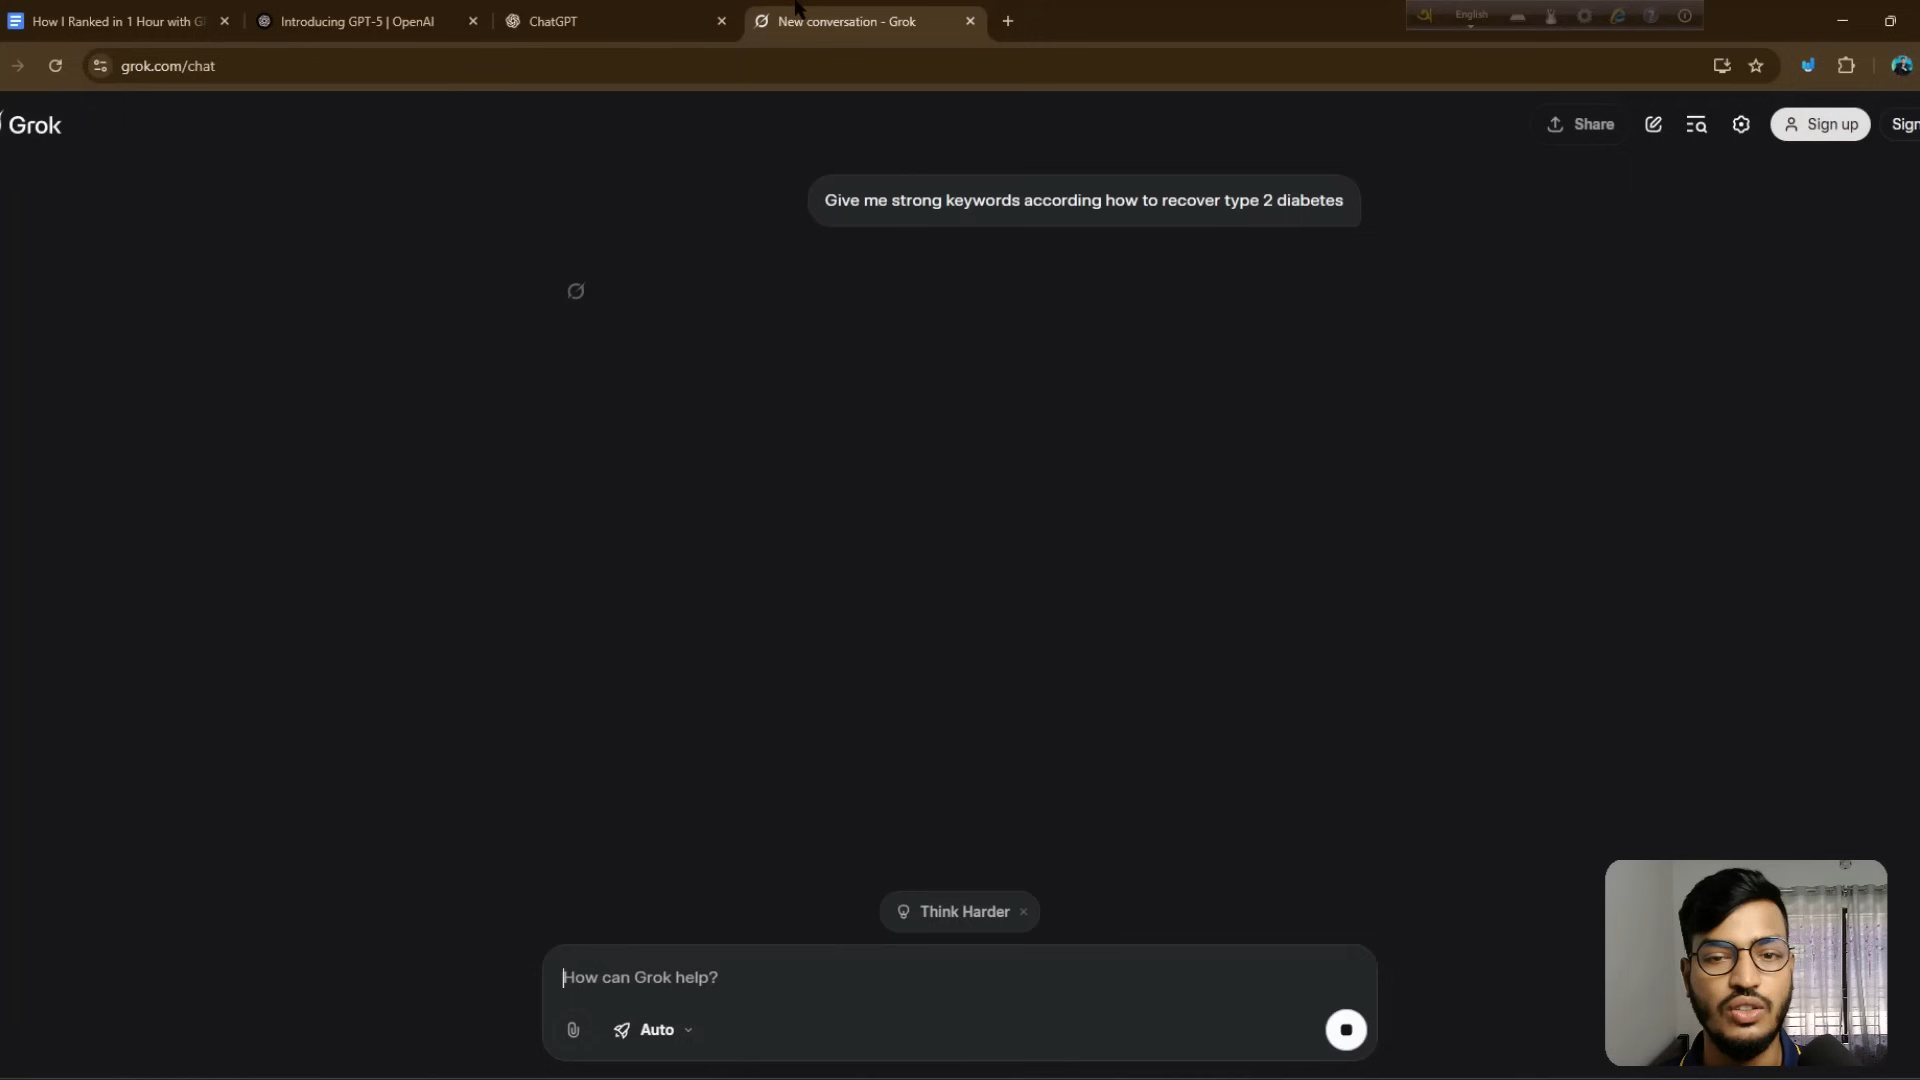 How I Ranked in 1 Hour with G
Introducing GPT-5 | OpenAI
ChatGPT
New conversation - Grok
English
grok.com/chat
Grok
Share
Sign up
Sign
Give me strong keywords according how to recover type 2 diabetes
Think Harder
How can Grok help?
Auto